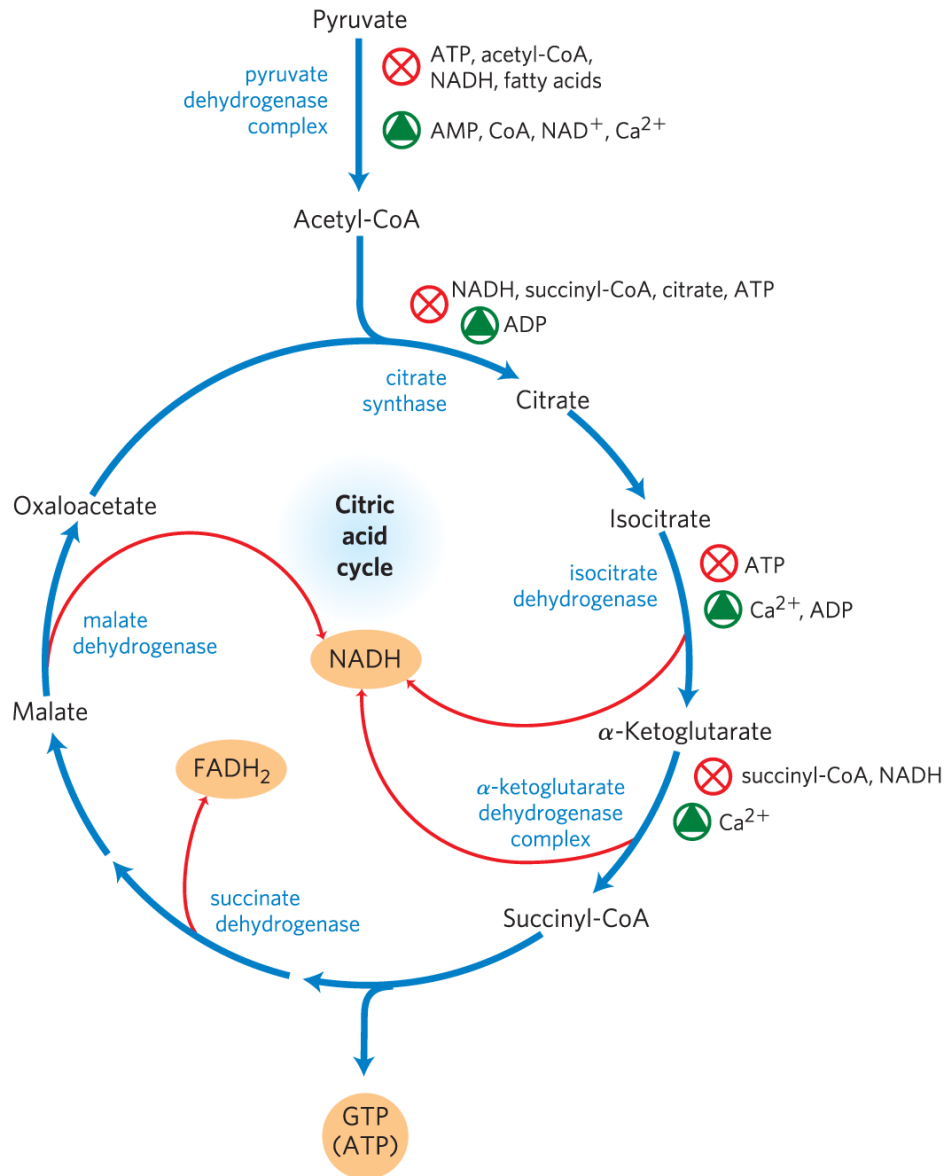 Pyruvate
ATP, acetyl-CoA,
NADH, fatty acids
pyruvate
dehydrogenase
complex
AMP, CoA, NAD⁺, Ca²⁺
Acetyl-CoA
NADH, succinyl-CoA, citrate, ATP
ADP
citrate
synthase
Citrate
Oxaloacetate
Citric
acid
cycle
Isocitrate
ATP
isocitrate
dehydrogenase
Ca²⁺, ADP
malate
dehydrogenase
NADH
Malate
α-Ketoglutarate
FADH₂
succinyl-CoA, NADH
α-ketoglutarate
dehydrogenase
complex
Ca²⁺
succinate
dehydrogenase
Succinyl-CoA
GTP
(ATP)